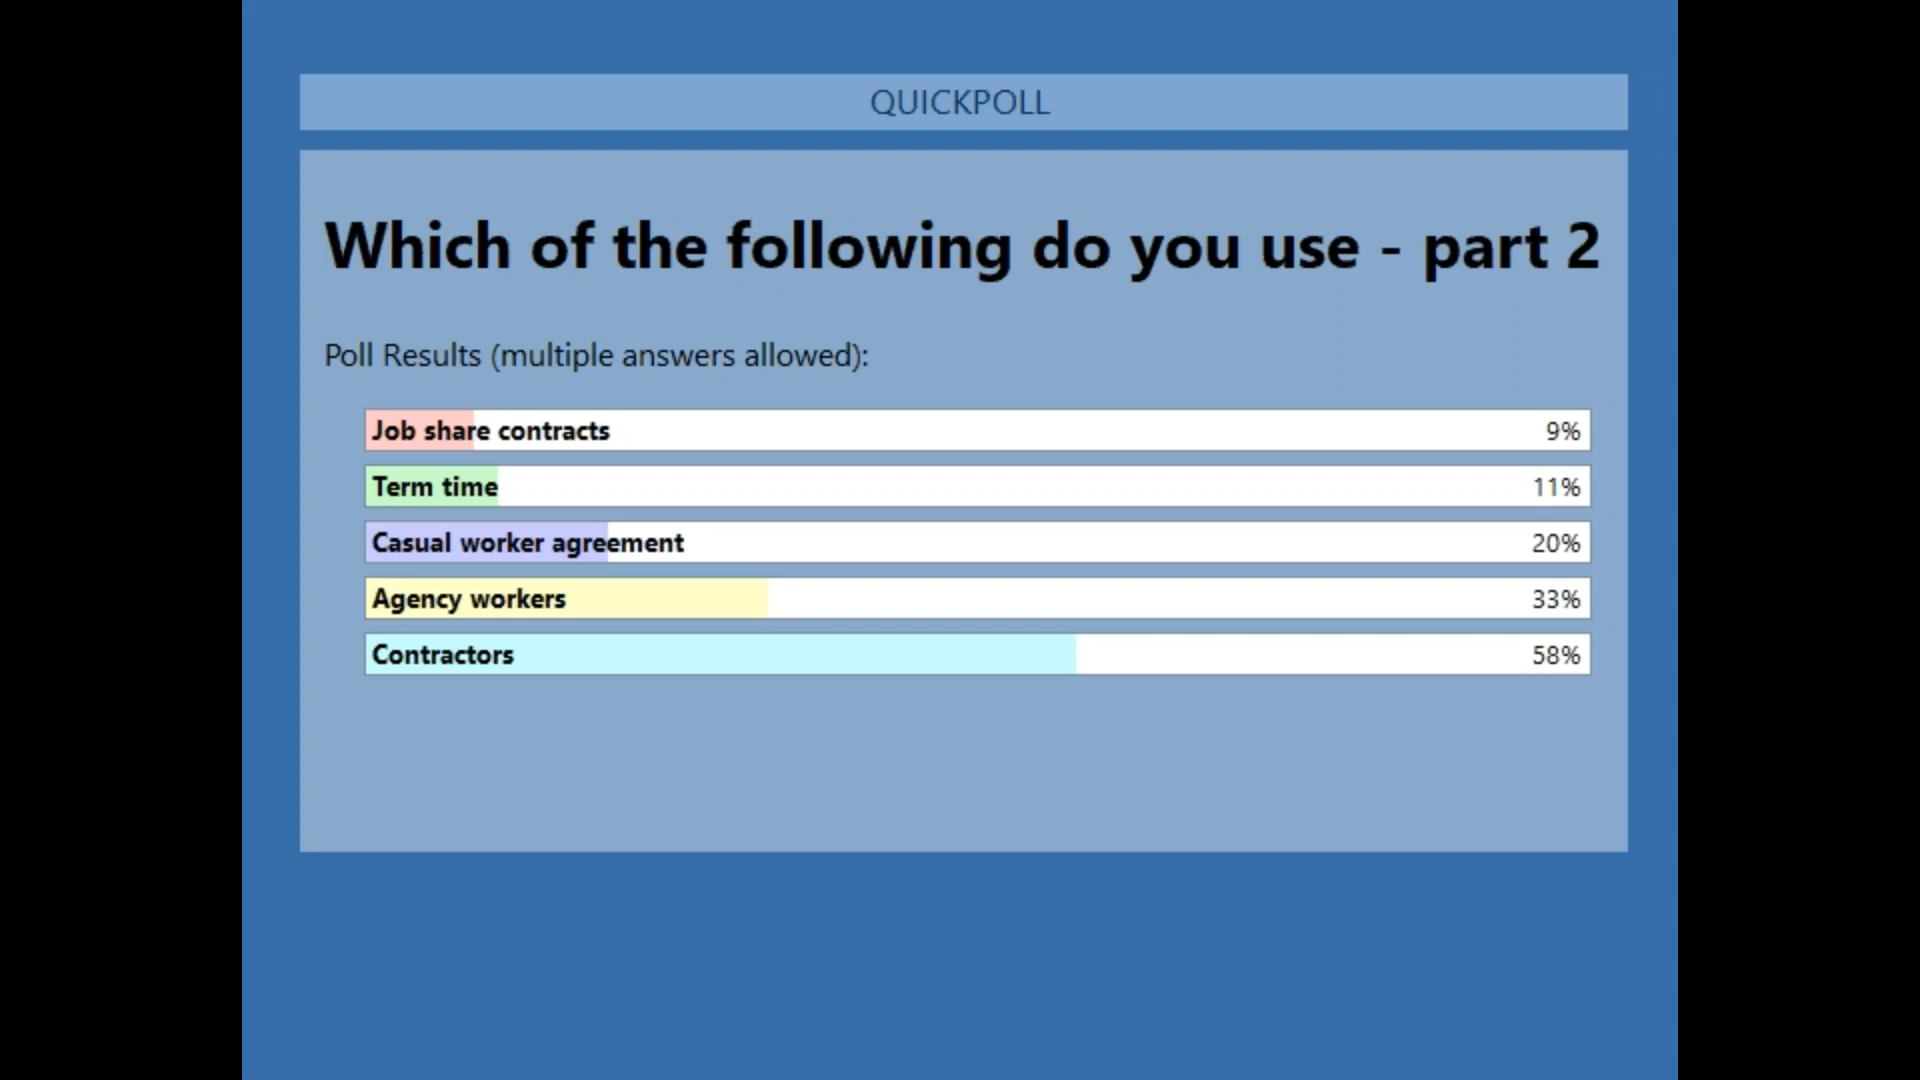 QUICKPOLL
Which of the following do you use - part 2
Poll Results (multiple answers allowed):
Job share contracts 9%
Term time 11%
Casual worker agreement 20%
Agency workers 33%
Contractors 58%